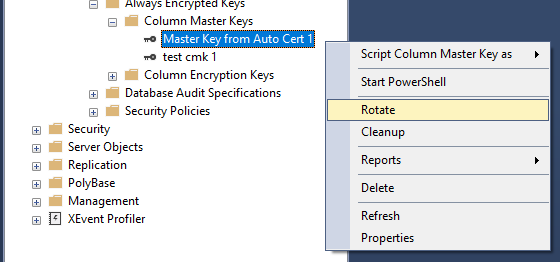 Always Encrypted Keys
Column Master Keys
Master Key from Auto Cert 1
test cmk 1
Column Encryption Keys
Database Audit Specifications
Security Policies
Security
Server Objects
Replication
PolyBase
Management
XEvent Profiler
Script Column Master Key as
Start PowerShell
Rotate
Cleanup
Reports
Delete
Refresh
Properties